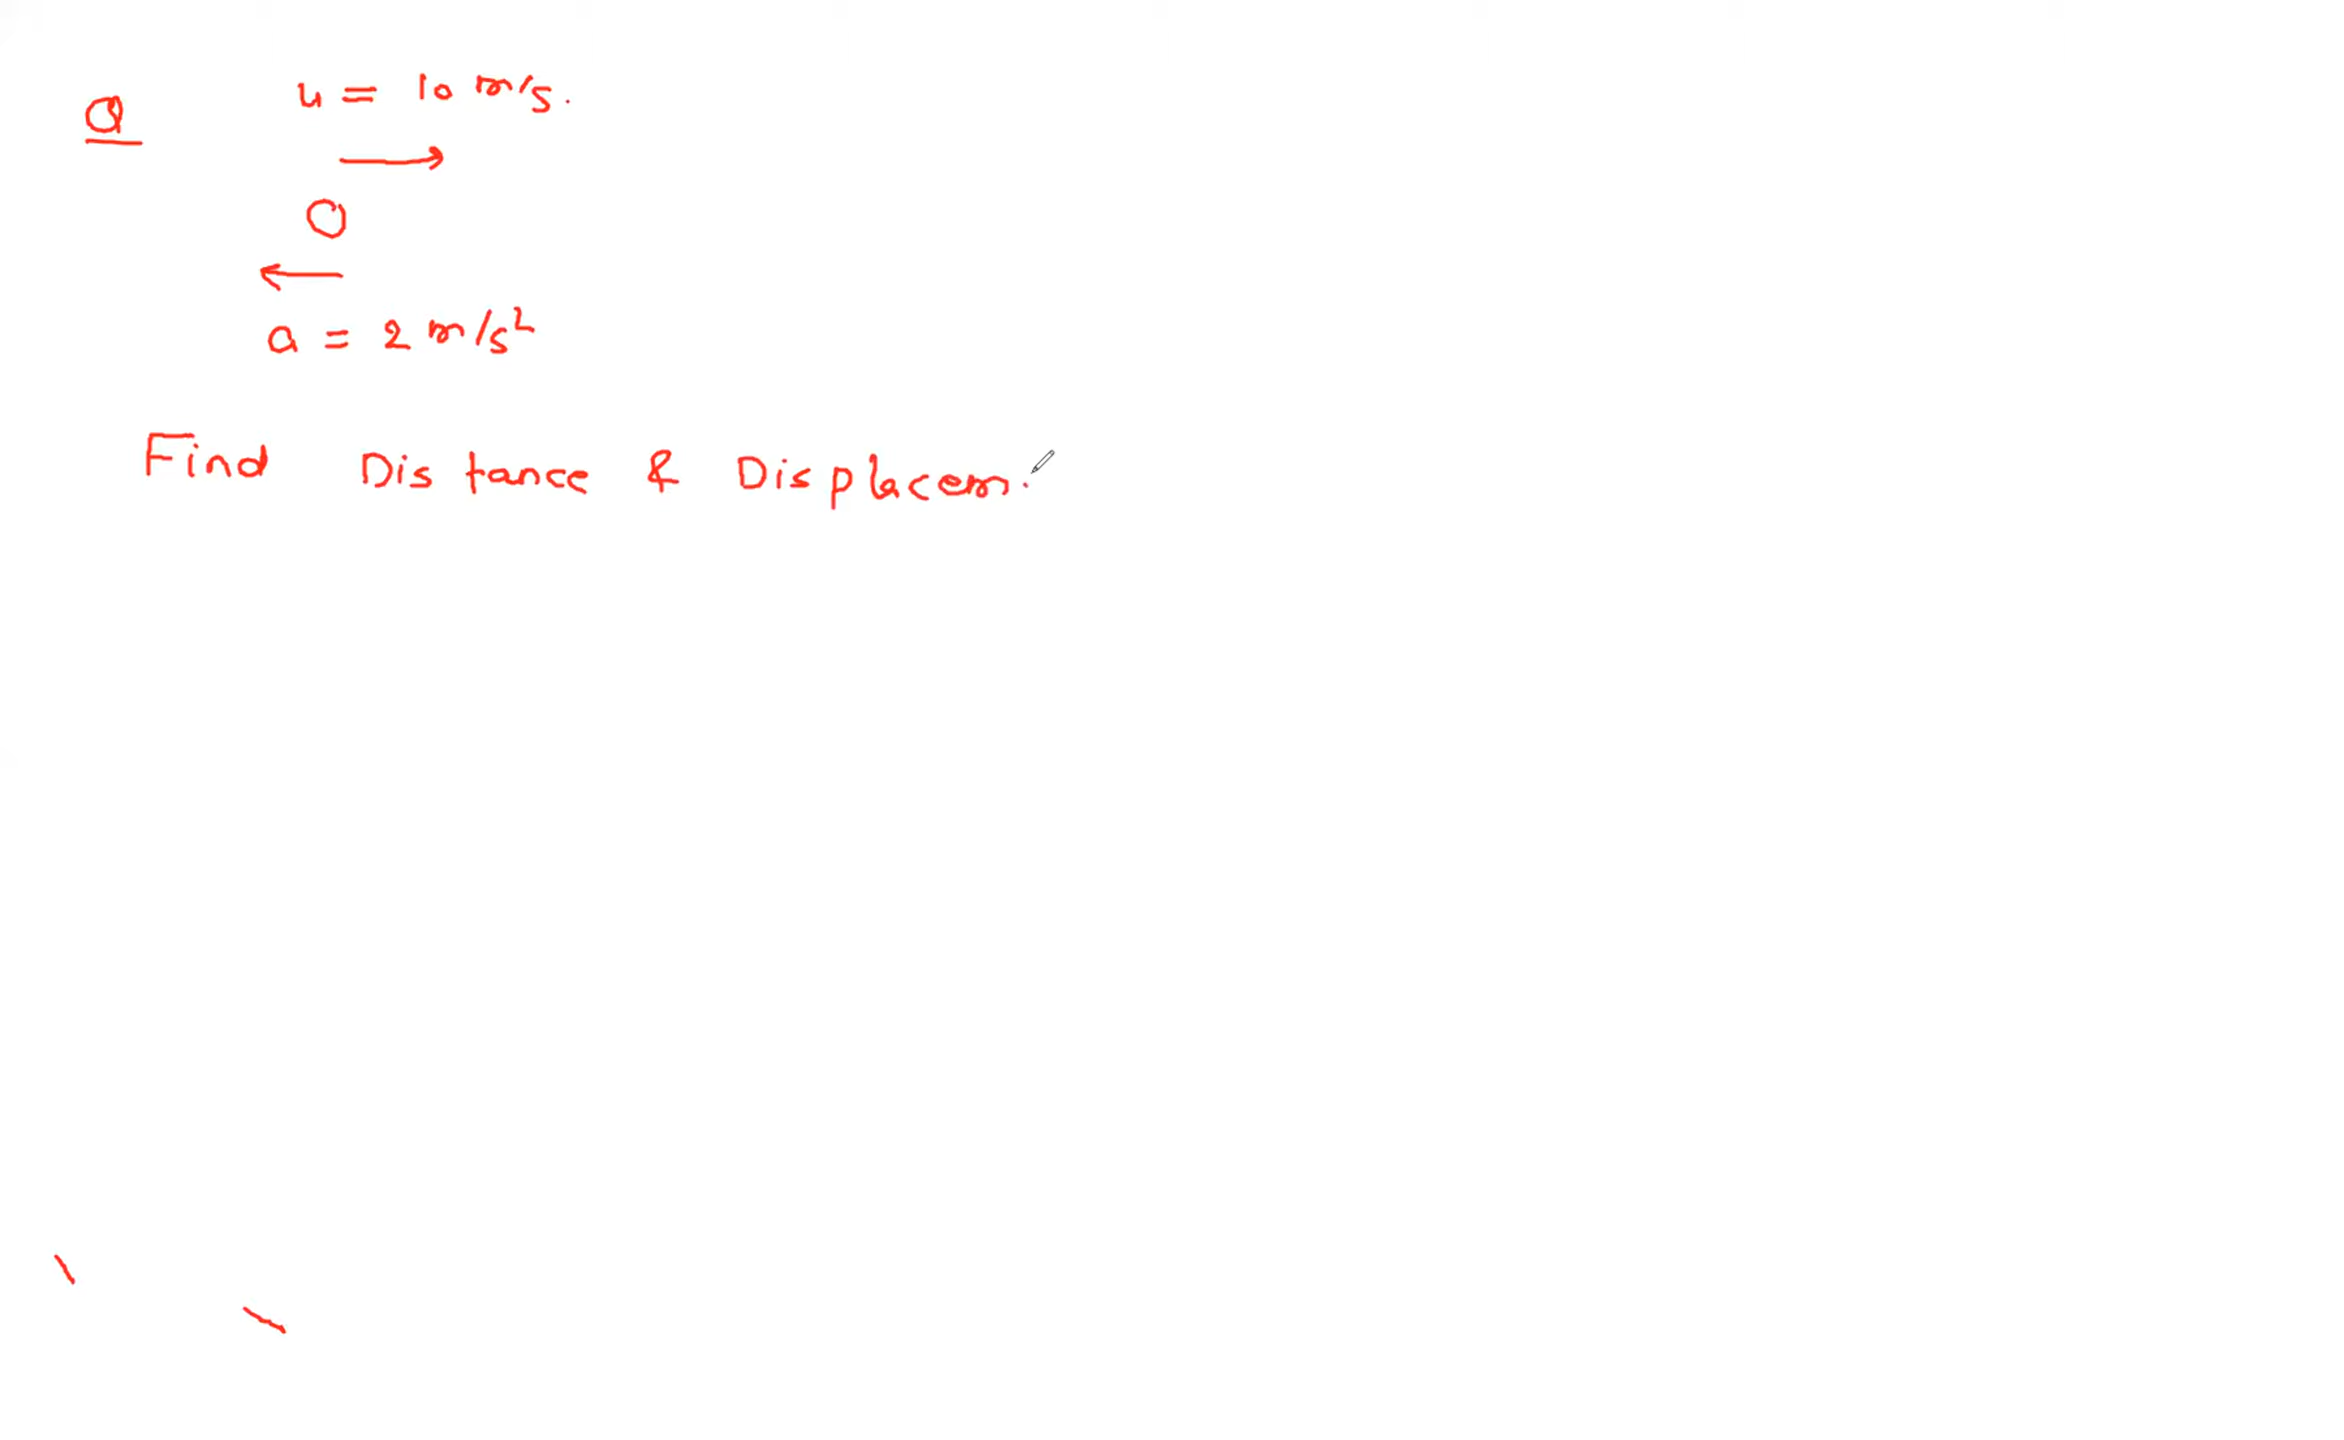 Q
u = 10 m/s.
a = 2 m/s²
Find Distance & Displacem.